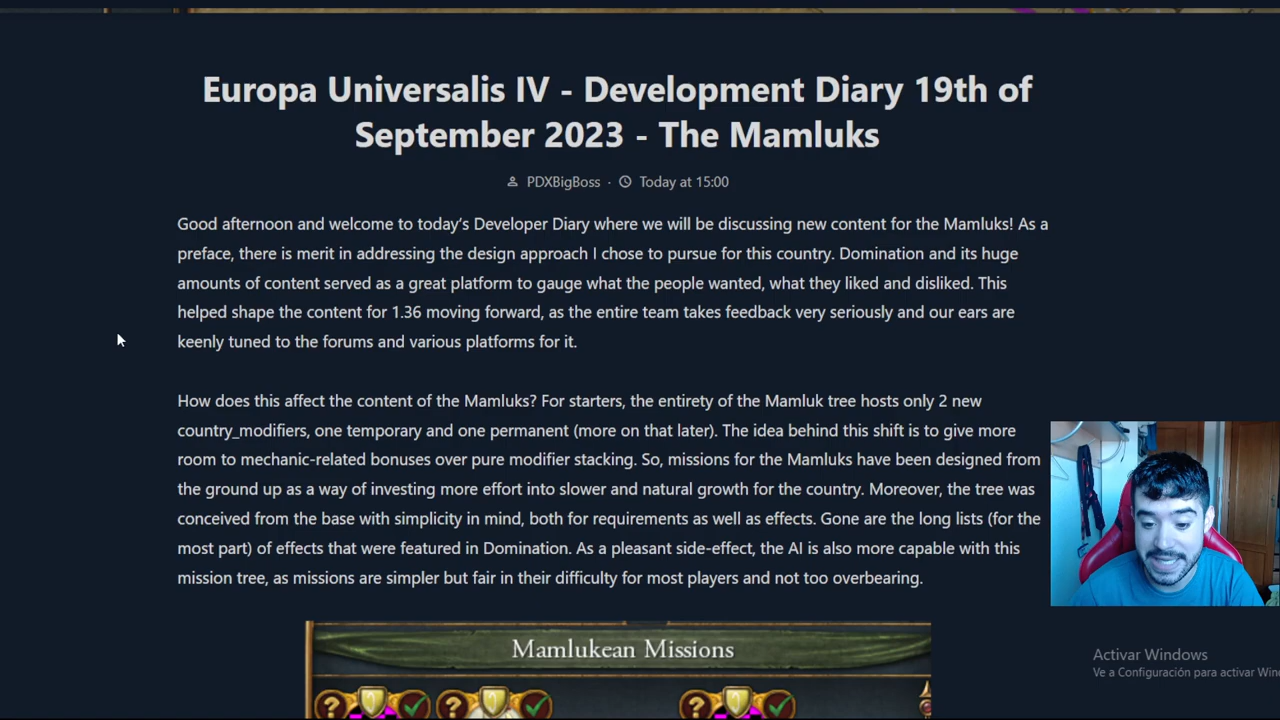 Europa Universalis IV - Development Diary 19th of
September 2023 - The Mamluks
PDXBigBoss · Today at 15:00
Good afternoon and welcome to today's Developer Diary where we will be discussing new content for the Mamluks! As a
preface, there is merit in addressing the design approach I chose to pursue for this country. Domination and its huge
amounts of content served as a great platform to gauge what the people wanted, what they liked and disliked. This
helped shape the content for 1.36 moving forward, as the entire team takes feedback very seriously and our ears are
keenly tuned to the forums and various platforms for it.
How does this affect the content of the Mamluks? For starters, the entirety of the Mamluk tree hosts only 2 new
country_modifiers, one temporary and one permanent (more on that later). The idea behind this shift is to give more
room to mechanic-related bonuses over pure modifier stacking. So, missions for the Mamluks have been designed from
the ground up as a way of investing more effort into slower and natural growth for the country. Moreover, the tree was
conceived from the base with simplicity in mind, both for requirements as well as effects. Gone are the long lists (for the
most part) of effects that were featured in Domination. As a pleasant side-effect, the AI is also more capable with this
mission tree, as missions are simpler but fair in their difficulty for most players and not too overbearing.
Mamlukean Missions
? ? ?
Activar Windows
Ve a Configuración para activar Win